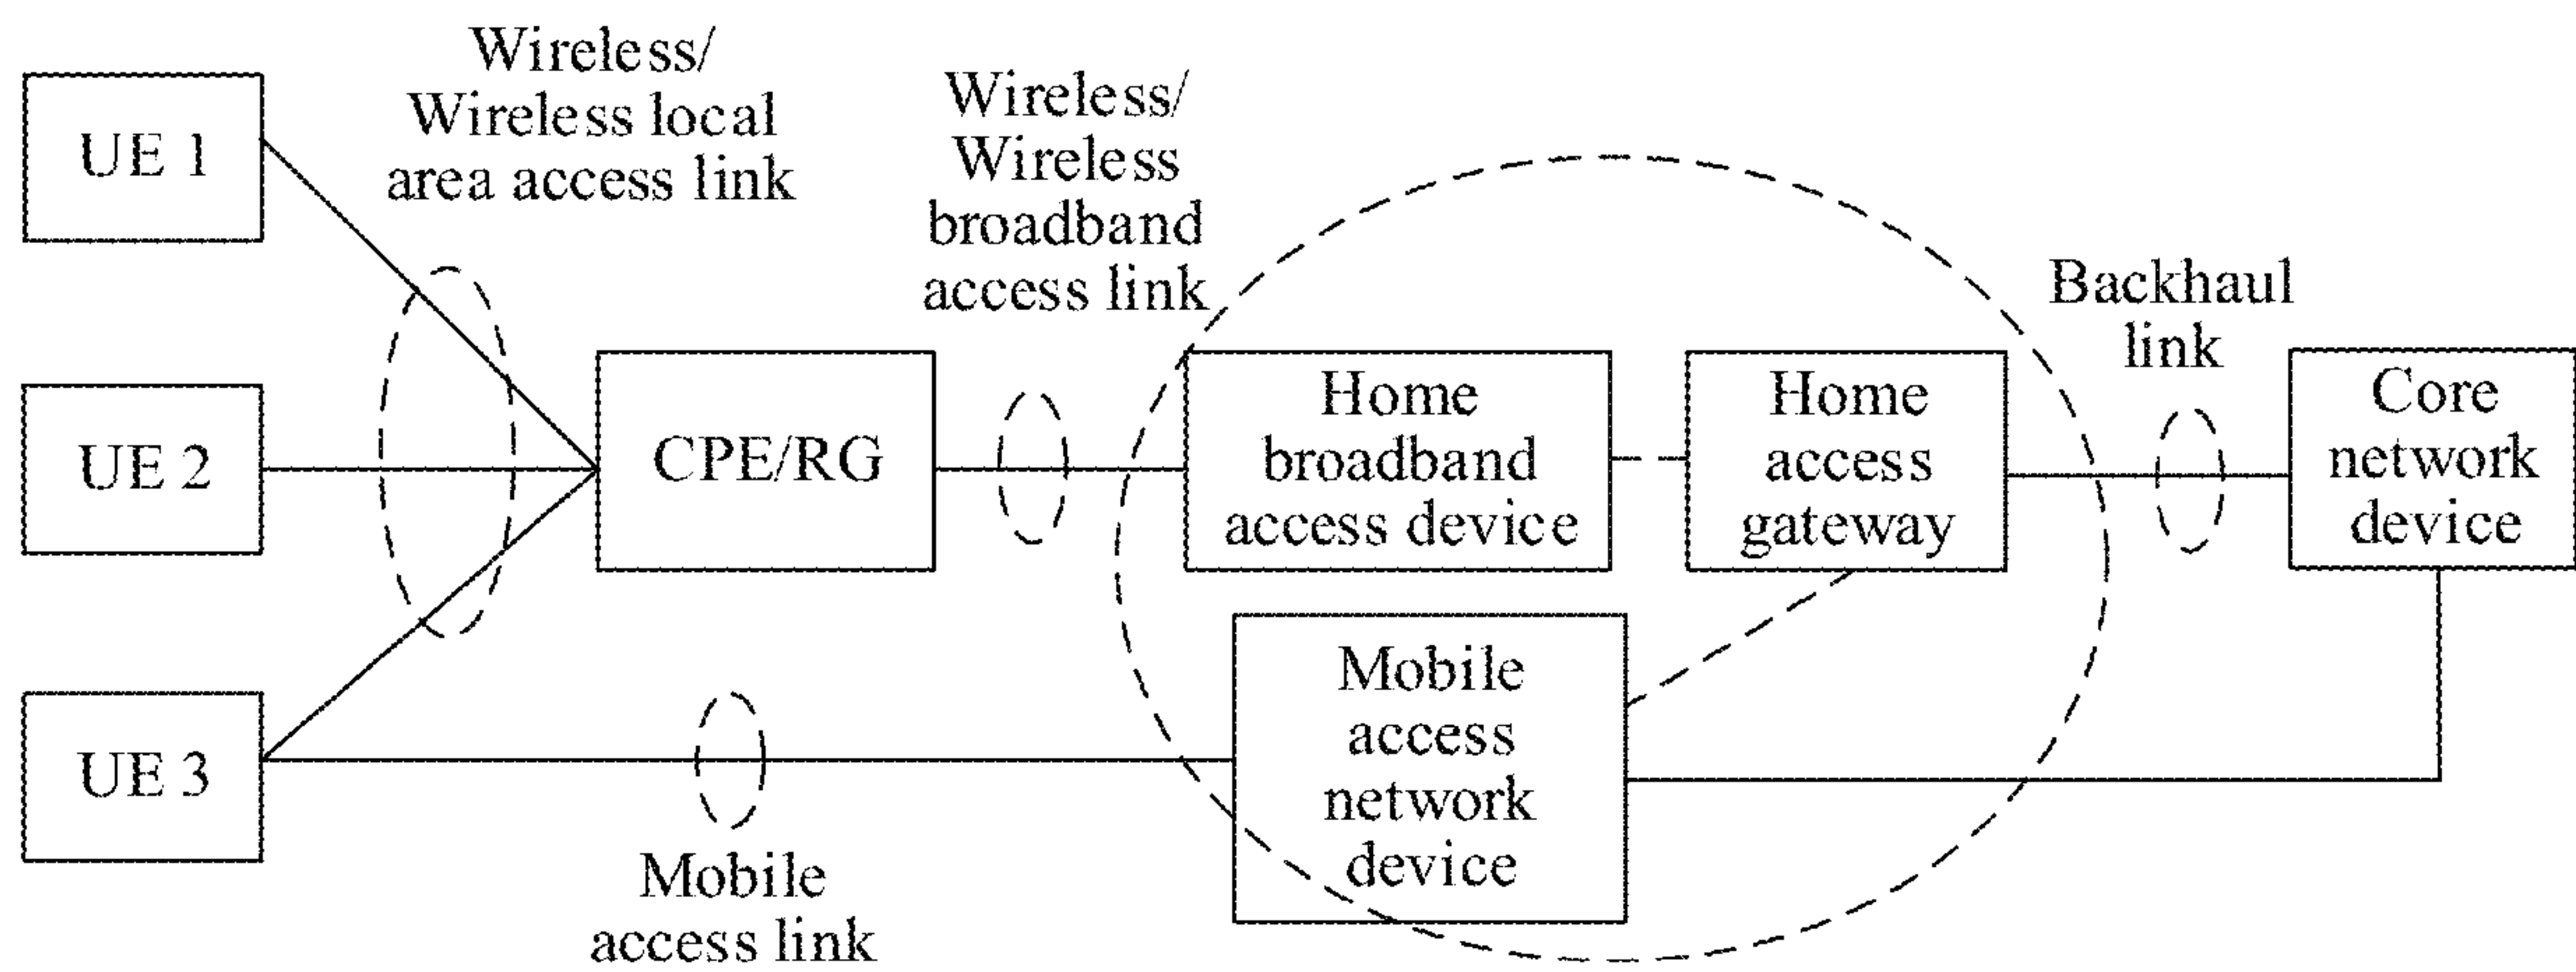 Wireless/
Wireless local
area access link
Wireless/
Wireless
broadband
access link
Backhaul
link
UE 1
UE 2
UE 3
CPE/RG
Home
broadband
access device
Home
access
gateway
Core
network
device
Mobile
access
network
device
Mobile
access link